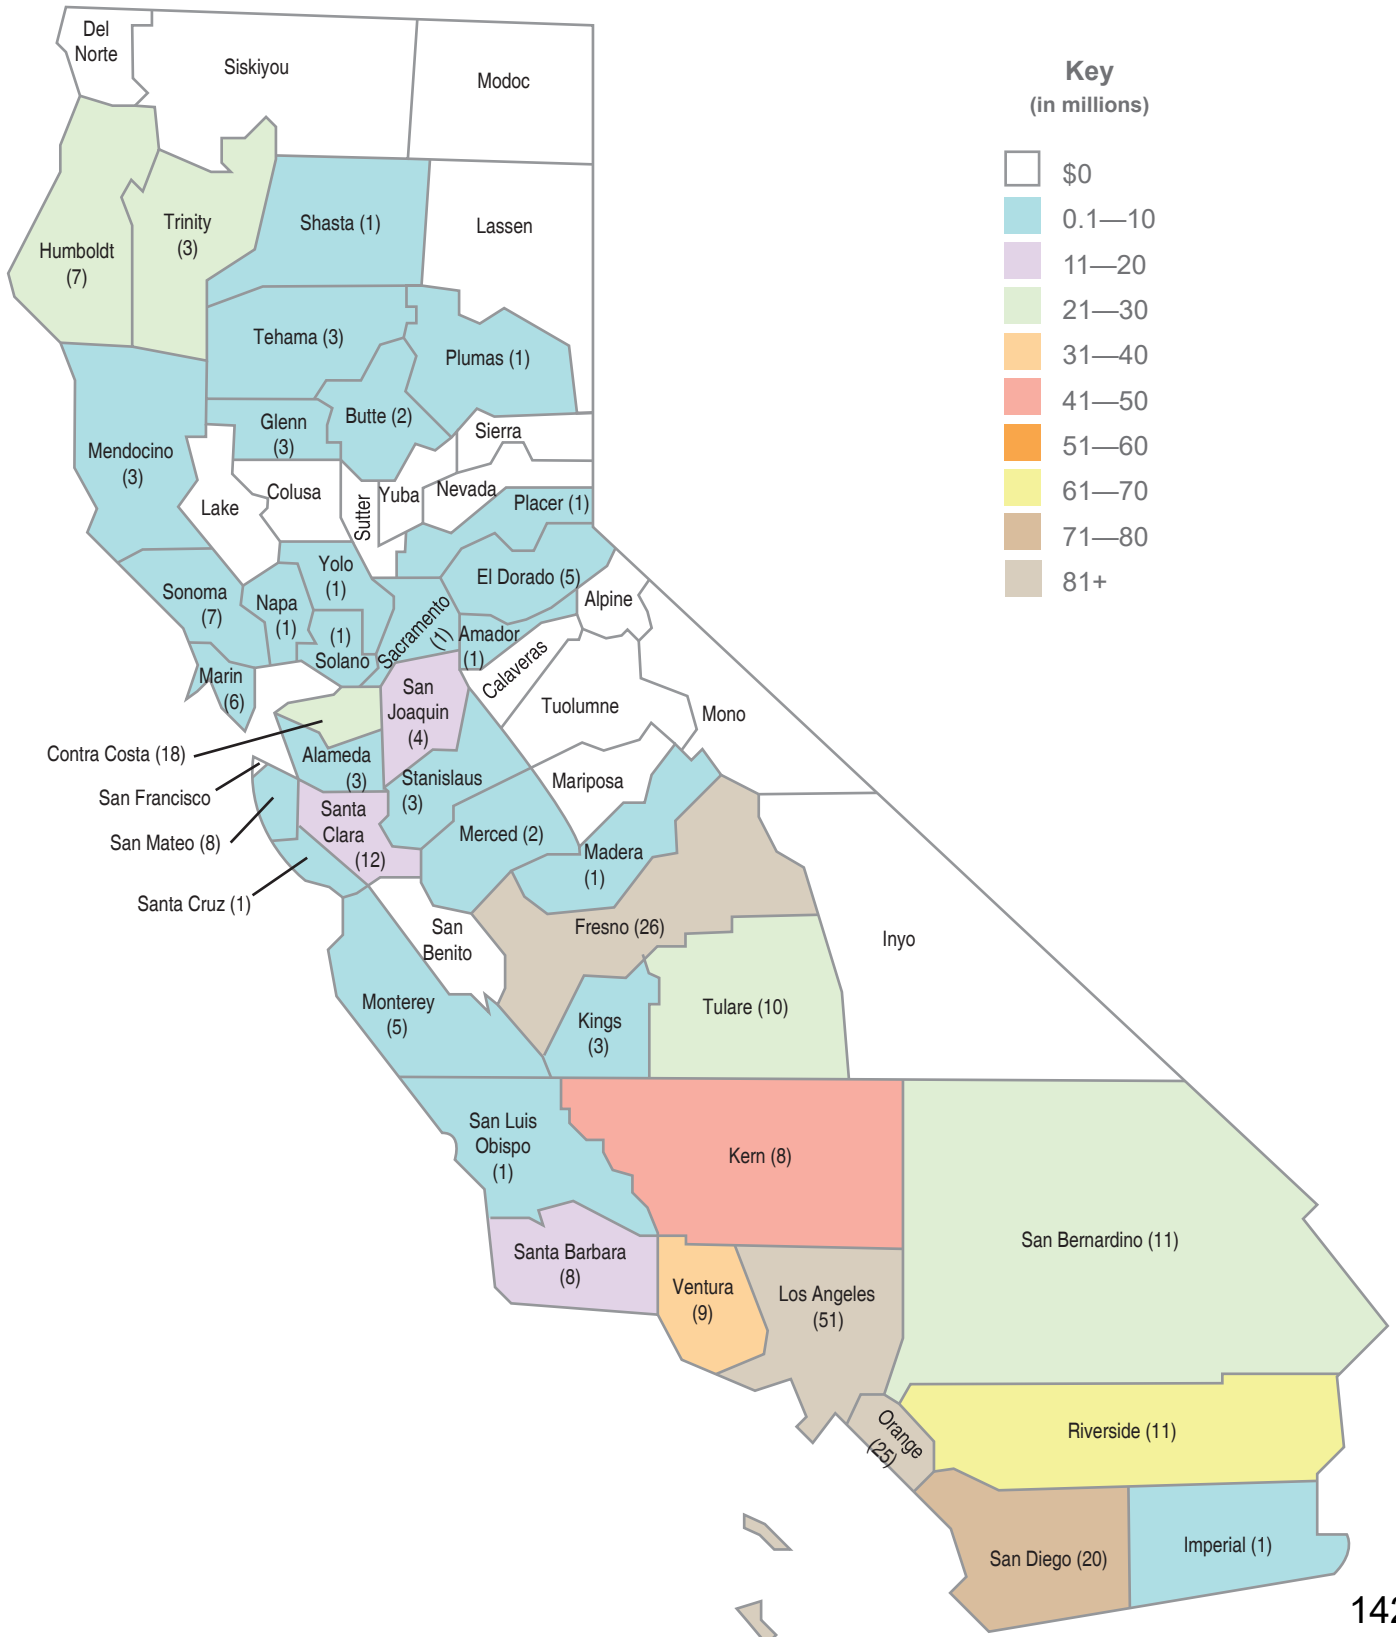 Del
Norte
Siskiyou
Modoc
Key
(in millions)
$0
0.1—10
11—20
21—30
31—40
41—50
51—60
61—70
71—80
81+
Humboldt
(7)
Trinity
(3)
Shasta (1)
Lassen
Tehama (3)
Plumas (1)
Butte (2)
Glenn
(3)
Mendocino
(3)
Sierra
Lake
Colusa
Sutter
Yuba
Nevada
Placer (1)
Sonoma
(7)
Napa
(1)
Yolo
(1)
(1)
Solano
Sacramento
(1)
El Dorado (5)
Amador
(1)
Alpine
Calaveras
Marin
(6)
San
Joaquin
(4)
Tuolumne
Mono
Contra Costa (18)
Alameda
(3)
Stanislaus
(3)
Mariposa
San Francisco
San Mateo (8)
Santa
Clara
(12)
Merced (2)
Madera
(1)
Santa Cruz (1)
San
Benito
Fresno (26)
Inyo
Monterey
(5)
Kings
(3)
Tulare (10)
San Luis
Obispo
(1)
Kern (8)
San Bernardino (11)
Santa Barbara
(8)
Ventura
(9)
Los Angeles
(51)
Orange
(25)
Riverside (11)
San Diego (20)
Imperial (1)
142